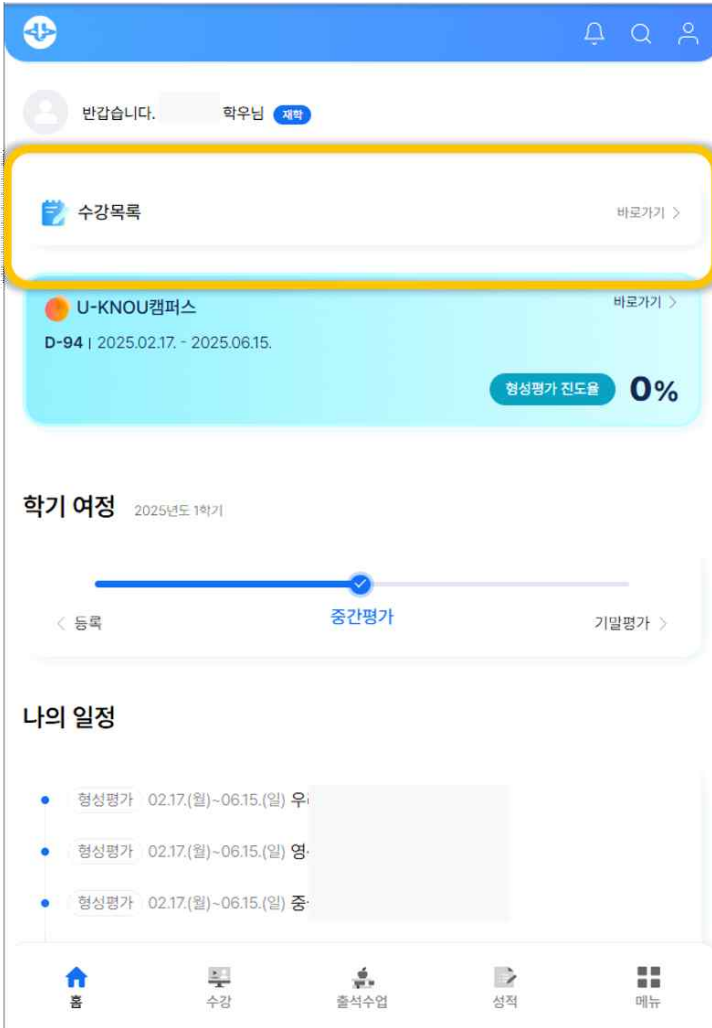 반갑습니다. 학우님 재학
수강목록 바로가기 >
U-KNOU캠퍼스 바로가기 >
D-94 | 2025.02.17. - 2025.06.15.
형성평가 진도율 0%
학기 여정 2025년도 1학기
< 등록 중간평가 기말평가 >
나의 일정
형성평가 02.17.(월)~06.15.(일)
형성평가 02.17.(월)~06.15.(일) 영
형성평가 02.17.(월)~06.15.(일) 중
홈 수강 출석수업 성적 메뉴